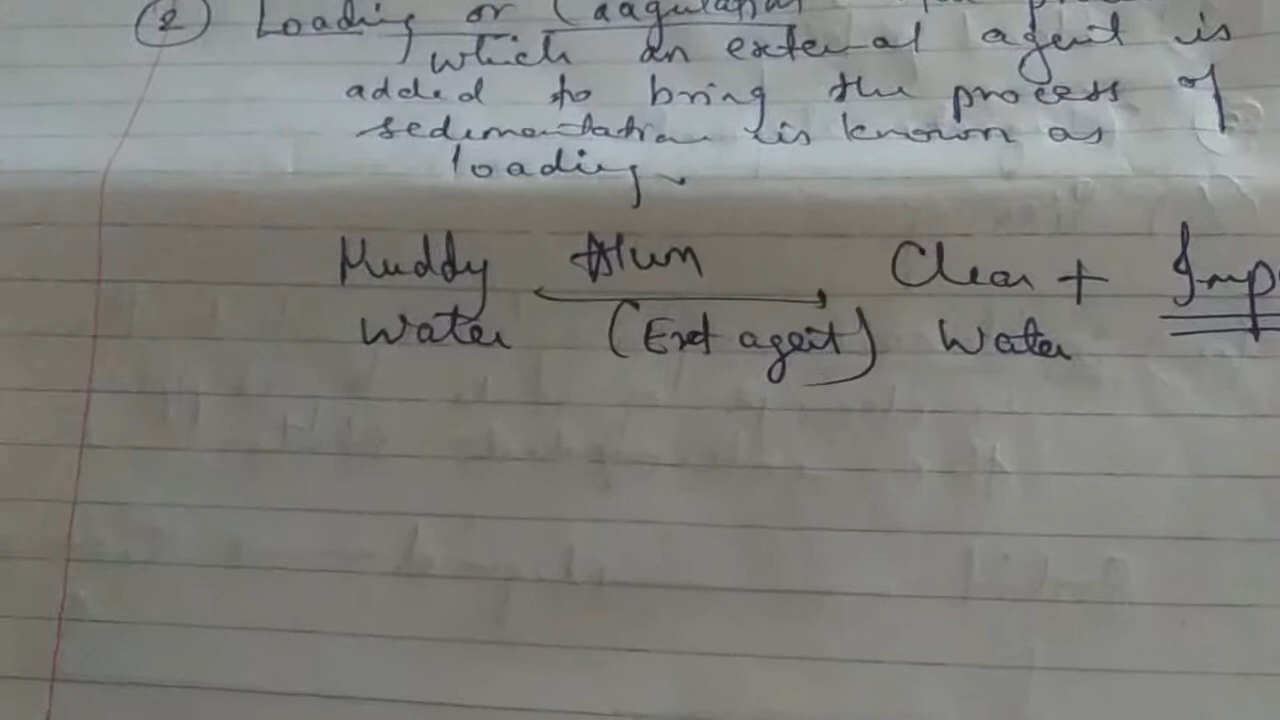 ② Loading or Coagulation
which an external agent is
added to bring the process of
sedimentation is known as
loading.
Muddy Alum Clear + Imp
Water (Ext agent) Water